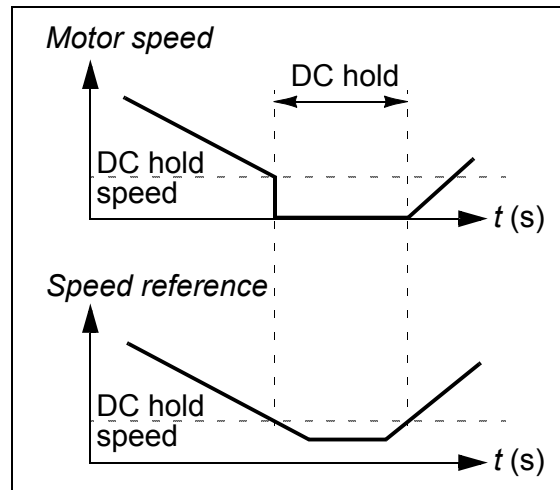 Motor speed
DC hold
DC hold
speed
t (s)
Speed reference
DC hold
speed
t (s)